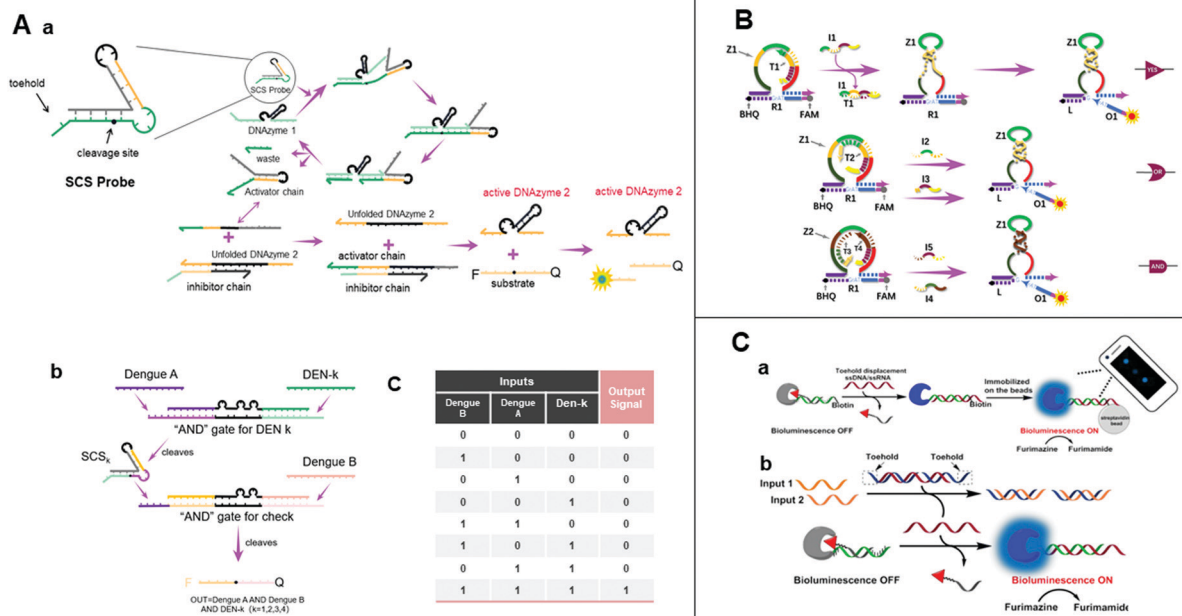 A a
toehold
cleavage site
SCS Probe
SCS Probe
DNAzyme 1
waste
Activator chain
Unfolded DNAzyme 2
inhibitor chain
Unfolded DNAzyme 2
activator chain
inhibitor chain
active DNAzyme 2
F Q
substrate
active DNAzyme 2
Q
b
Dengue A DEN-k
"AND" gate for DEN k
SCSk cleaves
Dengue B
"AND" gate for check
cleaves
F Q
OUT=Dengue A AND Dengue B
AND DEN-k (k=1,2,3,4)
C
Inputs Output Signal
Dengue B Dengue A Den-k
0 0 0 0
1 0 0 0
0 1 0 0
0 0 1 0
1 1 0 0
1 0 1 0
0 1 1 0
1 1 1 1
B
Z1 T1 I1 I1 T1 Z1 Z1 YES
BHQ R1 FAM R1 L O1
Z1 T2 I2 I3 Z1 OR
BHQ R1 FAM L O1
Z2 T3 T4 I5 I4 Z1 AND
BHQ R1 FAM L O1
C
a
Toehold displacement
ssDNA/ssRNA
Biotin
Bioluminescence OFF
Biotin
Immobilized
on the beads
streptavidin
bead
Bioluminescence ON
Furimazine Furimamide
b
Toehold Toehold
Input 1
Input 2
Bioluminescence OFF
Bioluminescence ON
Furimazine Furimamide